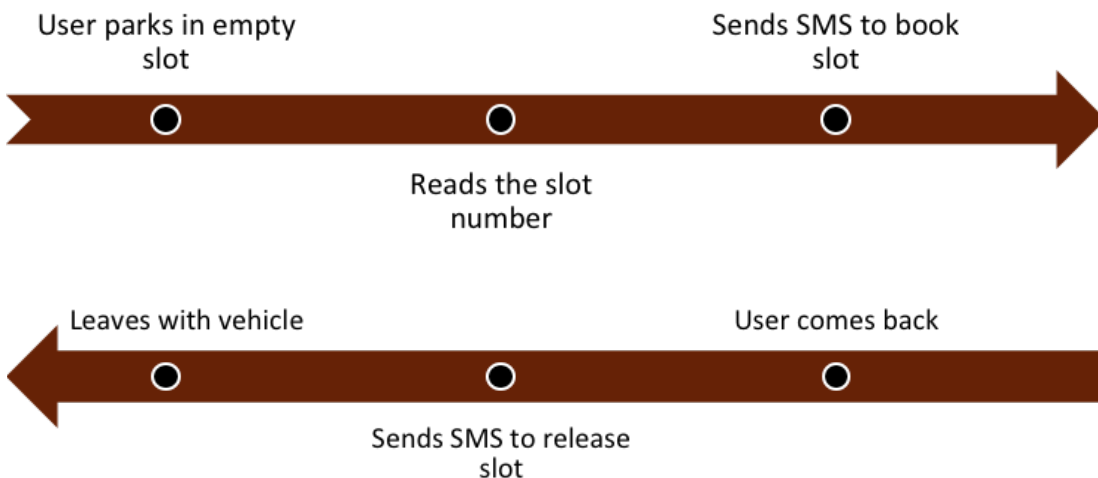 User parks in empty
slot
Reads the slot
number
Sends SMS to book
slot
User comes back
Sends SMS to release
slot
Leaves with vehicle